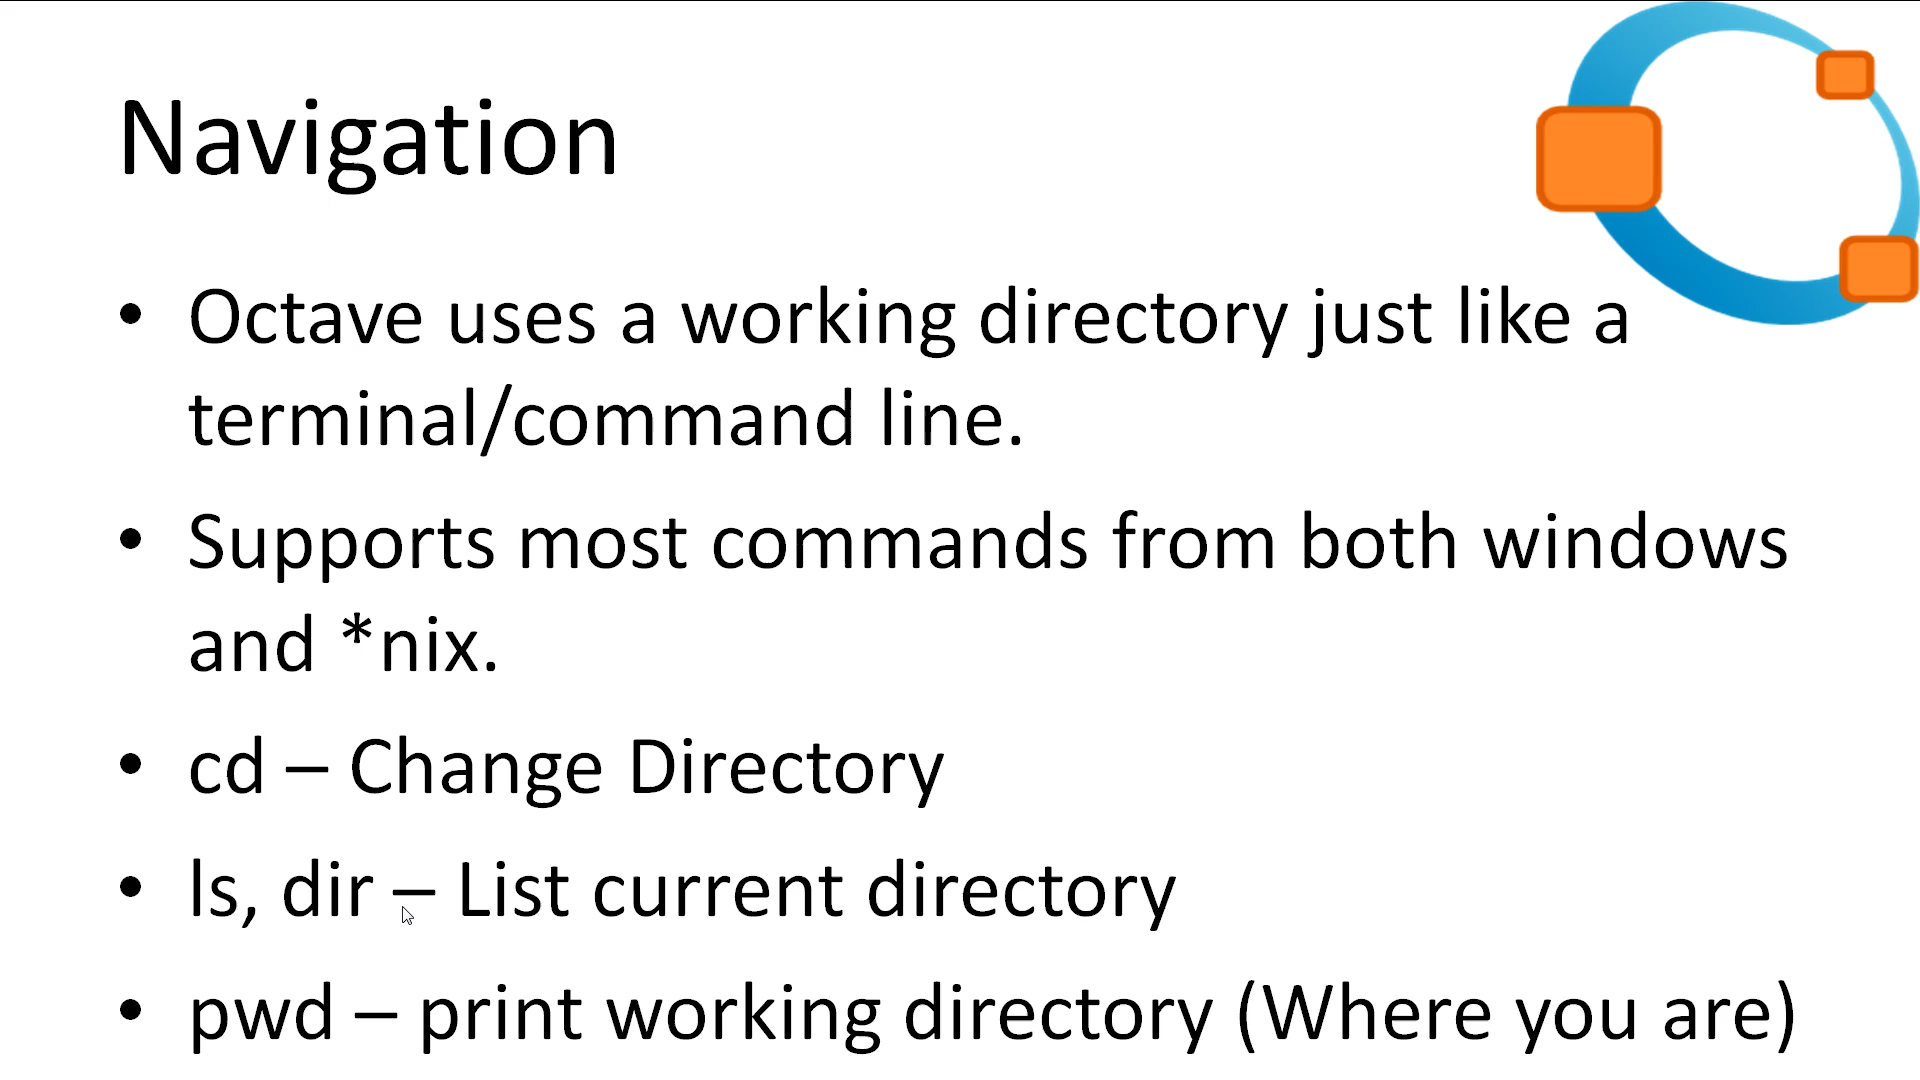 Navigation
• Octave uses a working directory just like a
terminal/command line.
• Supports most commands from both windows
and *nix.
• cd – Change Directory
• ls, dir – List current directory
• pwd – print working directory (Where you are)